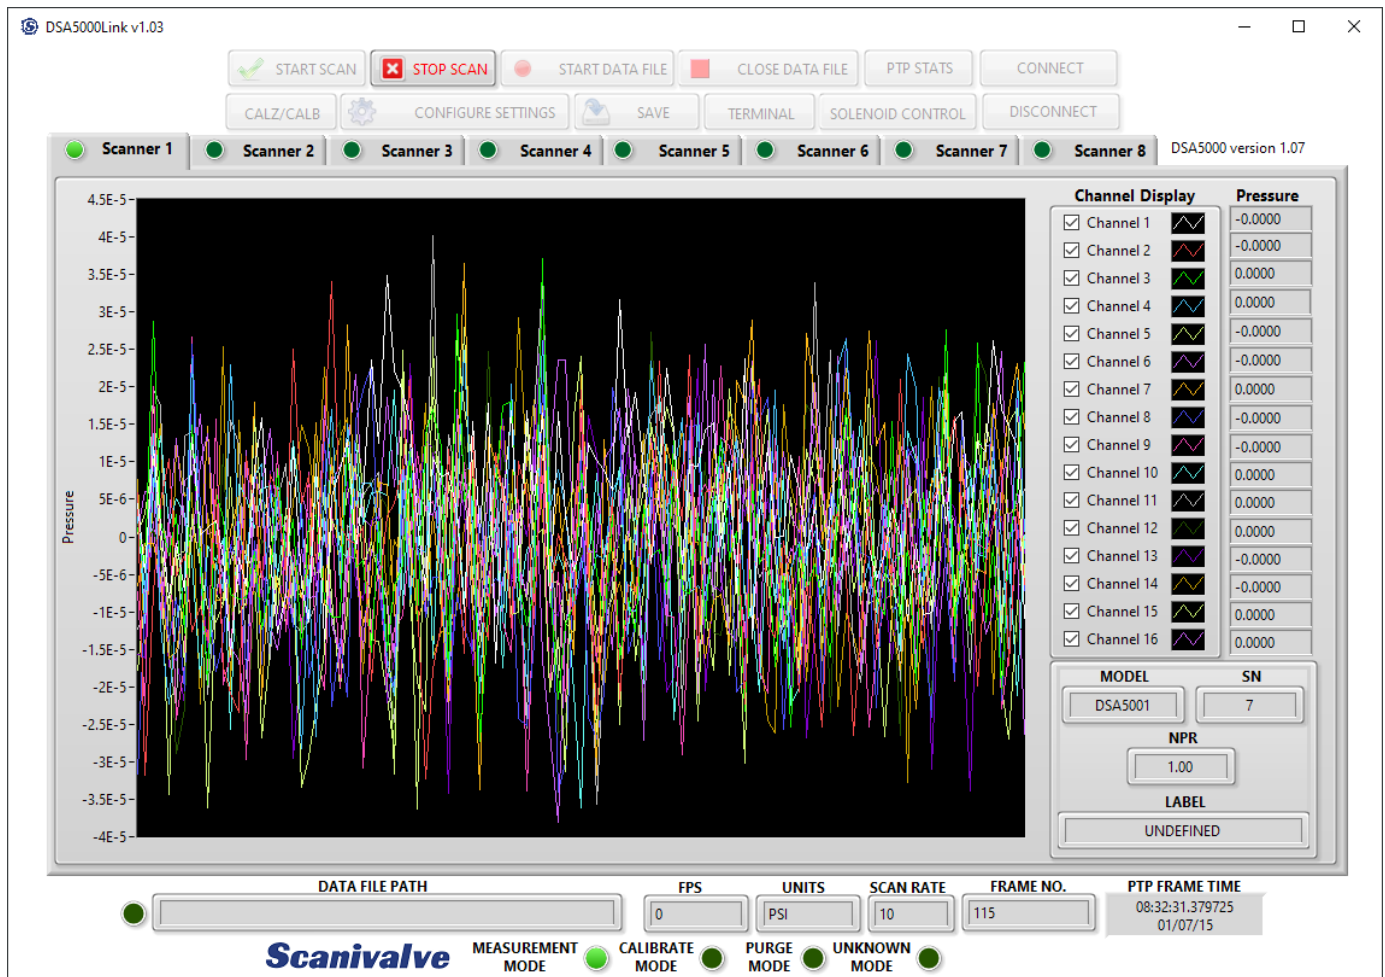 DSA5000Link v1.03
START SCAN STOP SCAN START DATA FILE CLOSE DATA FILE PTP STATS CONNECT
CALZ/CALB CONFIGURE SETTINGS SAVE TERMINAL SOLENOID CONTROL DISCONNECT
Scanner 1 Scanner 2 Scanner 3 Scanner 4 Scanner 5 Scanner 6 Scanner 7 Scanner 8 DSA5000 version 1.07
Pressure
4.5E-5
4E-5
3.5E-5
3E-5
2.5E-5
2E-5
1.5E-5
1E-5
5E-6
0
-5E-6
-1E-5
-1.5E-5
-2E-5
-2.5E-5
-3E-5
-3.5E-5
-4E-5
Channel Display Pressure
Channel 1 -0.0000
Channel 2 -0.0000
Channel 3 0.0000
Channel 4 0.0000
Channel 5 -0.0000
Channel 6 -0.0000
Channel 7 0.0000
Channel 8 -0.0000
Channel 9 -0.0000
Channel 10 0.0000
Channel 11 0.0000
Channel 12 0.0000
Channel 13 -0.0000
Channel 14 -0.0000
Channel 15 0.0000
Channel 16 0.0000
MODEL SN
DSA5001 7
NPR
1.00
LABEL
UNDEFINED
DATA FILE PATH FPS UNITS SCAN RATE FRAME NO. PTP FRAME TIME
0 PSI 10 115 08:32:31.379725
01/07/15
Scanivalve MEASUREMENT MODE CALIBRATE MODE PURGE MODE UNKNOWN MODE